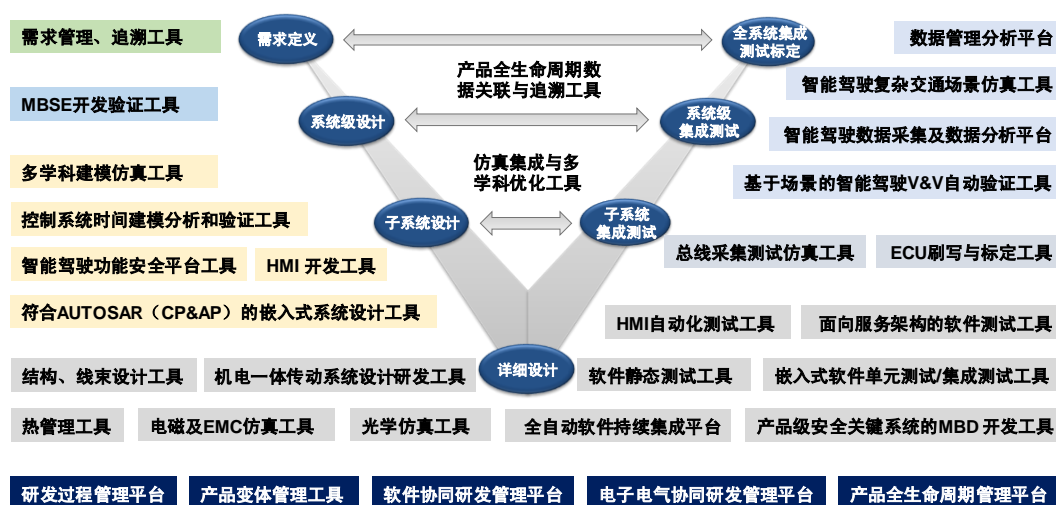 需求管理、追溯工具
需求定义
全系统集成
测试标定
数据管理分析平台
产品全生命周期数
据关联与追溯工具
智能驾驶复杂交通场景仿真工具
MBSE开发验证工具
系统级设计
系统级
集成测试
智能驾驶数据采集及数据分析平台
仿真集成与多
学科优化工具
多学科建模仿真工具
基于场景的智能驾驶V&V自动验证工具
控制系统时间建模分析和验证工具
子系统设计
子系统
集成测试
总线采集测试仿真工具
ECU刷写与标定工具
智能驾驶功能安全平台工具
HMI 开发工具
符合AUTOSAR（CP&AP）的嵌入式系统设计工具
HMI自动化测试工具
面向服务架构的软件测试工具
结构、线束设计工具
机电一体传动系统设计研发工具
详细设计
软件静态测试工具
嵌入式软件单元测试/集成测试工具
热管理工具
电磁及EMC仿真工具
光学仿真工具
全自动软件持续集成平台
产品级安全关键系统的MBD 开发工具
研发过程管理平台
产品变体管理工具
软件协同研发管理平台
电子电气协同研发管理平台
产品全生命周期管理平台